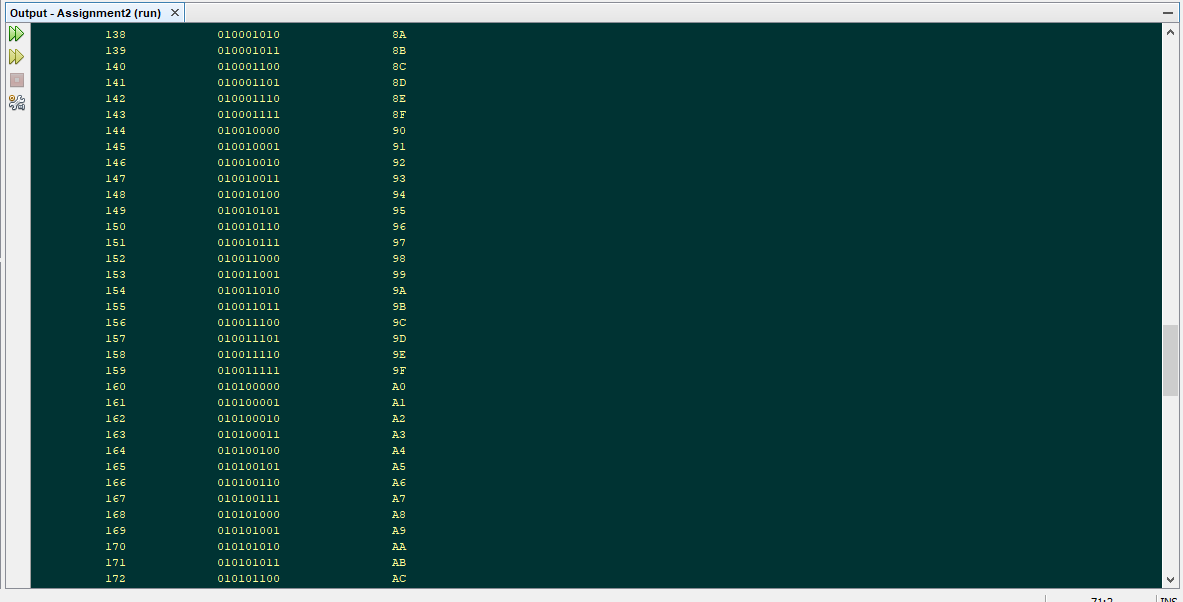 Output - Assignment2 (run)
138 010001010 8A
139 010001011 8B
140 010001100 8C
141 010001101 8D
142 010001110 8E
143 010001111 8F
144 010010000 90
145 010010001 91
146 010010010 92
147 010010011 93
148 010010100 94
149 010010101 95
150 010010110 96
151 010010111 97
152 010011000 98
153 010011001 99
154 010011010 9A
155 010011011 9B
156 010011100 9C
157 010011101 9D
158 010011110 9E
159 010011111 9F
160 010100000 A0
161 010100001 A1
162 010100010 A2
163 010100011 A3
164 010100100 A4
165 010100101 A5
166 010100110 A6
167 010100111 A7
168 010101000 A8
169 010101001 A9
170 010101010 AA
171 010101011 AB
172 010101100 AC